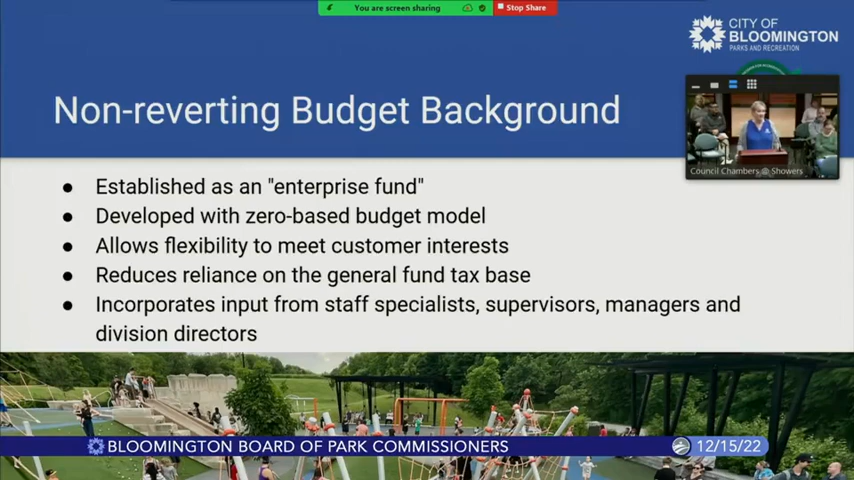 You are screen sharing
Stop Share
CITY OF
BLOOMINGTON
PARKS AND RECREATION
Non-reverting Budget Background
Council Chambers @ Showers
● Established as an "enterprise fund"
● Developed with zero-based budget model
● Allows flexibility to meet customer interests
● Reduces reliance on the general fund tax base
● Incorporates input from staff specialists, supervisors, managers and
division directors
BLOOMINGTON BOARD OF PARK COMMISSIONERS
12/15/22